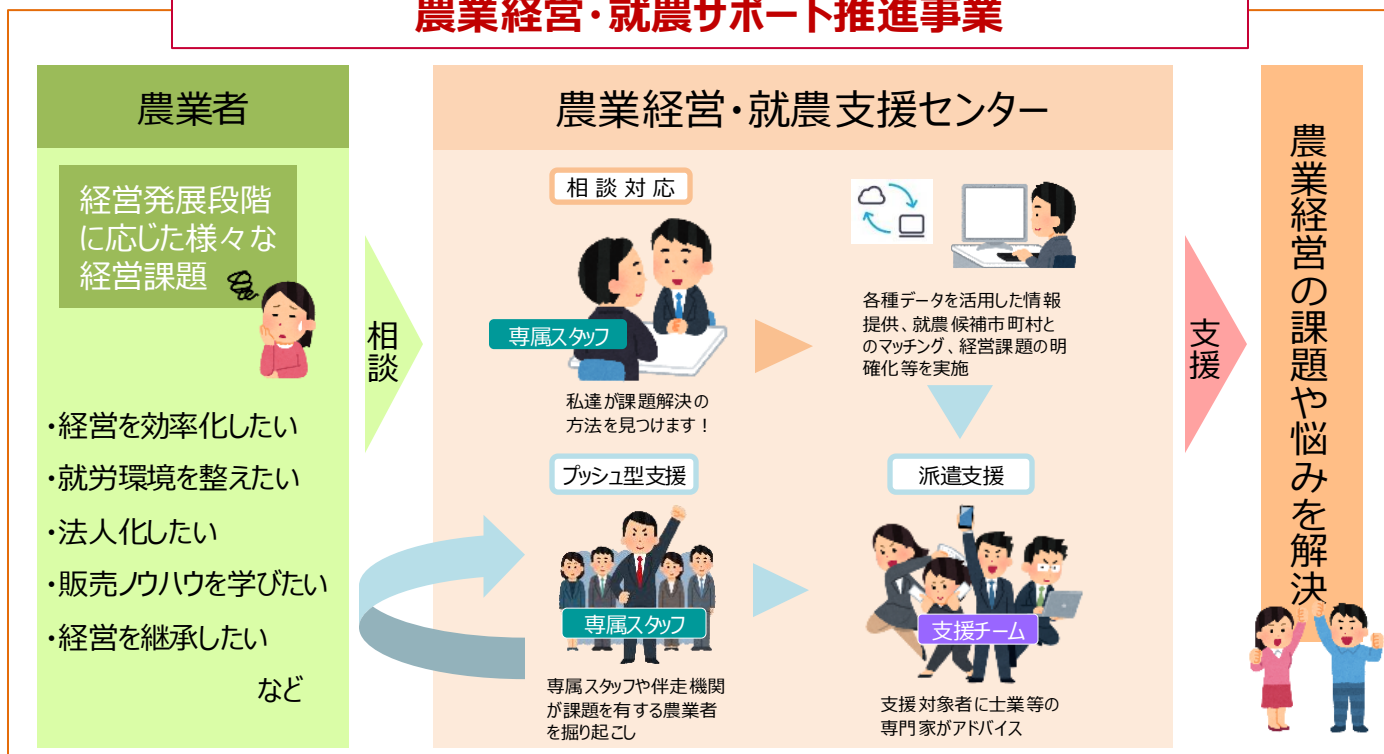 農業経営・就農サポート推進事業
農業者
経営発展段階
に応じた様々な
経営課題
・経営を効率化したい
・就労環境を整えたい
・法人化したい
・販売ノウハウを学びたい
・経営を継承したい
など
相談
農業経営・就農支援センター
相談対応
専属スタッフ
私達が課題解決の
方法を見つけます！
各種データを活用した情報
提供、就農候補市町村と
のマッチング、経営課題の明
確化等を実施
プッシュ型支援
専属スタッフ
専属スタッフや伴走機関
が課題を有する農業者
を掘り起こし
派遣支援
支援チーム
支援対象者に士業等の
専門家がアドバイス
支援
農業経営の課題や悩みを解決